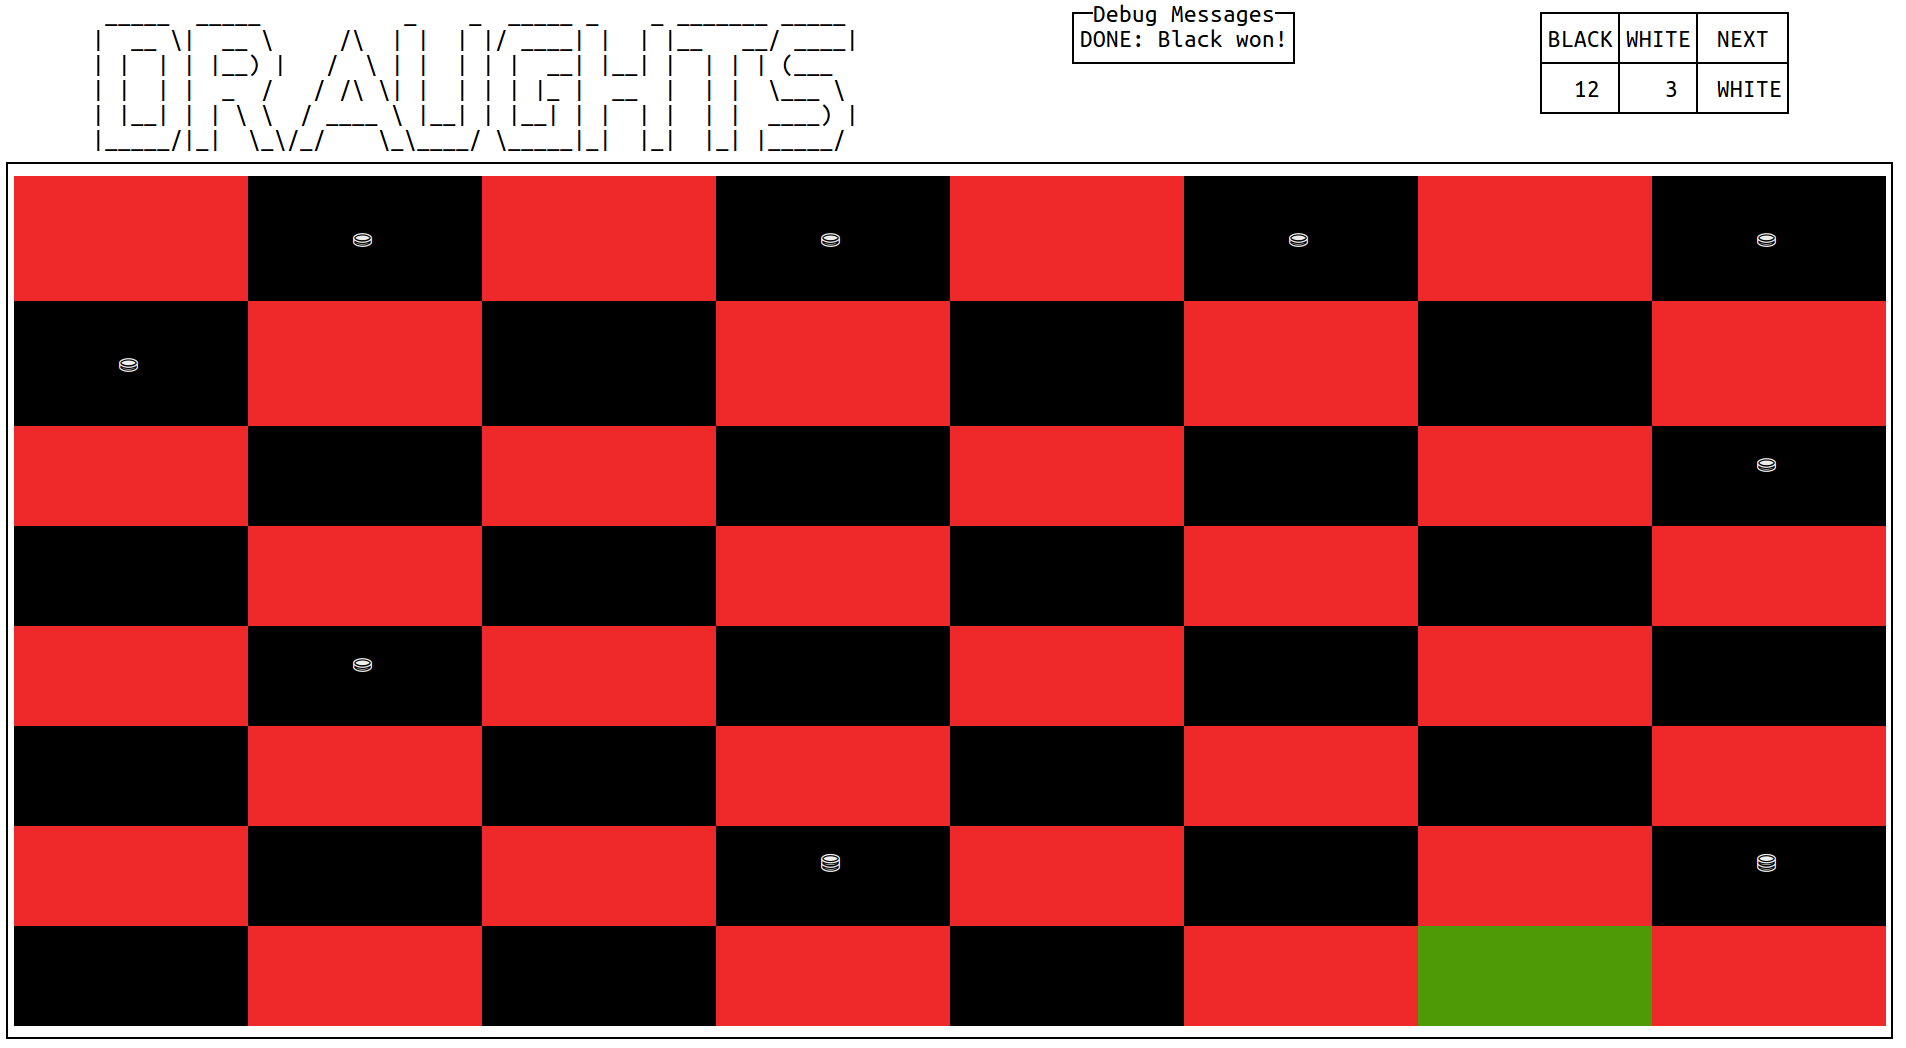 DRAUGHTS
Debug Messages
DONE: Black won!
BLACK WHITE NEXT
12 3 WHITE